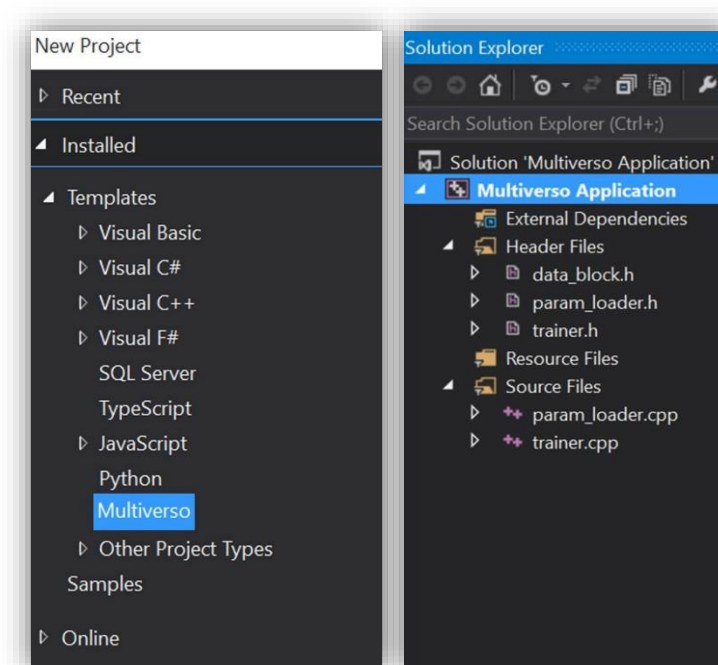 New Project
Recent
Installed
Templates
Visual Basic
Visual C#
Visual C++
Visual F#
SQL Server
TypeScript
JavaScript
Python
Multiverso
Other Project Types
Samples
Online
Solution Explorer
Search Solution Explorer (Ctrl+;)
Solution 'Multiverso Application'
Multiverso Application
External Dependencies
Header Files
data_block.h
param_loader.h
trainer.h
Resource Files
Source Files
param_loader.cpp
trainer.cpp